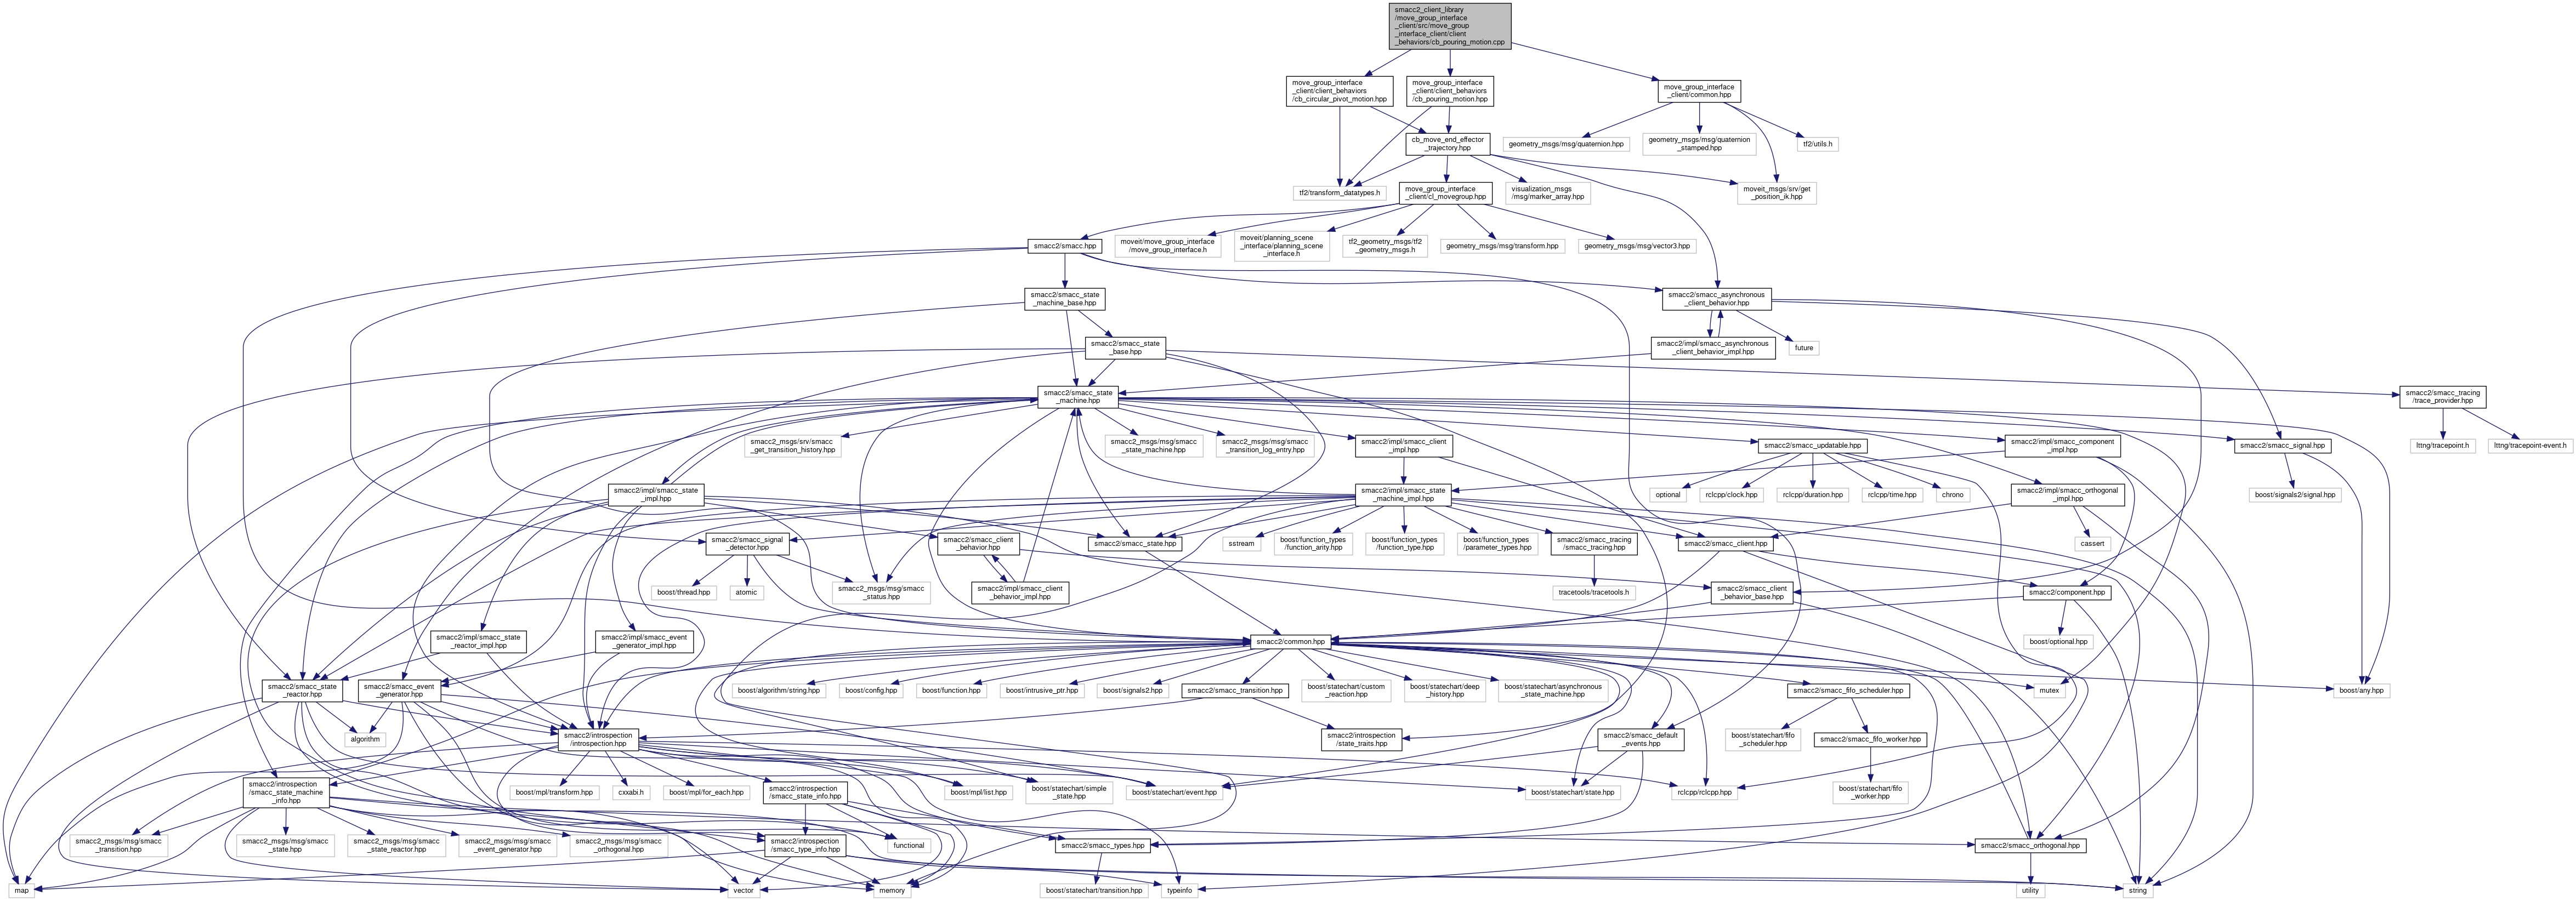 smacc2_client_library
/move_group_interface
_client/src/move_group
_interface_client/client
_behaviors/cb_pouring_motion.cpp
move_group_interface
_client/client_behaviors
/cb_circular_pivot_motion.hpp
move_group_interface
_client/client_behaviors
/cb_pouring_motion.hpp
move_group_interface
_client/common.hpp
cb_move_end_effector
_trajectory.hpp
geometry_msgs/msg/quaternion.hpp
geometry_msgs/msg/quaternion
_stamped.hpp
tf2/utils.h
tf2/transform_datatypes.h
move_group_interface
_client/cl_movegroup.hpp
visualization_msgs
/msg/marker_array.hpp
moveit_msgs/srv/get
_position_ik.hpp
smacc2/smacc.hpp
moveit/move_group_interface
/move_group_interface.h
moveit/planning_scene
_interface/planning_scene
_interface.h
tf2_geometry_msgs/tf2
_geometry_msgs.h
geometry_msgs/msg/transform.hpp
geometry_msgs/msg/vector3.hpp
smacc2/smacc_state
_machine_base.hpp
smacc2/smacc_asynchronous
_client_behavior.hpp
smacc2/smacc_state
_base.hpp
smacc2/impl/smacc_asynchronous
_client_behavior_impl.hpp
future
smacc2/smacc_state
_machine.hpp
smacc2/smacc_tracing
/trace_provider.hpp
smacc2_msgs/srv/smacc
_get_transition_history.hpp
smacc2_msgs/msg/smacc
_state_machine.hpp
smacc2_msgs/msg/smacc
_transition_log_entry.hpp
smacc2/impl/smacc_client
_impl.hpp
smacc2/smacc_updatable.hpp
smacc2/impl/smacc_component
_impl.hpp
smacc2/smacc_signal.hpp
lttng/tracepoint.h
lttng/tracepoint-event.h
smacc2/impl/smacc_state
_impl.hpp
smacc2/impl/smacc_state
_machine_impl.hpp
optional
rclcpp/clock.hpp
rclcpp/duration.hpp
rclcpp/time.hpp
chrono
smacc2/impl/smacc_orthogonal
_impl.hpp
boost/signals2/signal.hpp
smacc2/smacc_signal
_detector.hpp
smacc2/smacc_client
_behavior.hpp
smacc2/smacc_state.hpp
sstream
boost/function_types
/function_arity.hpp
boost/function_types
/function_type.hpp
boost/function_types
/parameter_types.hpp
smacc2/smacc_tracing
/smacc_tracing.hpp
smacc2/smacc_client.hpp
cassert
boost/thread.hpp
atomic
smacc2_msgs/msg/smacc
_status.hpp
smacc2/impl/smacc_client
_behavior_impl.hpp
tracetools/tracetools.h
smacc2/smacc_client
_behavior_base.hpp
smacc2/component.hpp
smacc2/impl/smacc_state
_reactor_impl.hpp
smacc2/impl/smacc_event
_generator_impl.hpp
smacc2/common.hpp
boost/optional.hpp
smacc2/smacc_state
_reactor.hpp
smacc2/smacc_event
_generator.hpp
boost/algorithm/string.hpp
boost/config.hpp
boost/function.hpp
boost/intrusive_ptr.hpp
boost/signals2.hpp
smacc2/smacc_transition.hpp
boost/statechart/custom
_reaction.hpp
boost/statechart/deep
_history.hpp
boost/statechart/asynchronous
_state_machine.hpp
smacc2/smacc_fifo_scheduler.hpp
mutex
boost/any.hpp
algorithm
smacc2/introspection
/introspection.hpp
smacc2/introspection
/state_traits.hpp
smacc2/smacc_default
_events.hpp
boost/statechart/fifo
_scheduler.hpp
smacc2/smacc_fifo_worker.hpp
smacc2/introspection
/smacc_state_machine
_info.hpp
boost/mpl/transform.hpp
cxxabi.h
boost/mpl/for_each.hpp
smacc2/introspection
/smacc_state_info.hpp
boost/mpl/list.hpp
boost/statechart/simple
_state.hpp
boost/statechart/event.hpp
boost/statechart/state.hpp
rclcpp/rclcpp.hpp
boost/statechart/fifo
_worker.hpp
smacc2_msgs/msg/smacc
_transition.hpp
smacc2_msgs/msg/smacc
_state.hpp
smacc2_msgs/msg/smacc
_state_reactor.hpp
smacc2_msgs/msg/smacc
_event_generator.hpp
smacc2_msgs/msg/smacc
_orthogonal.hpp
smacc2/introspection
/smacc_type_info.hpp
functional
smacc2/smacc_types.hpp
smacc2/smacc_orthogonal.hpp
map
vector
memory
boost/statechart/transition.hpp
typeinfo
utility
string